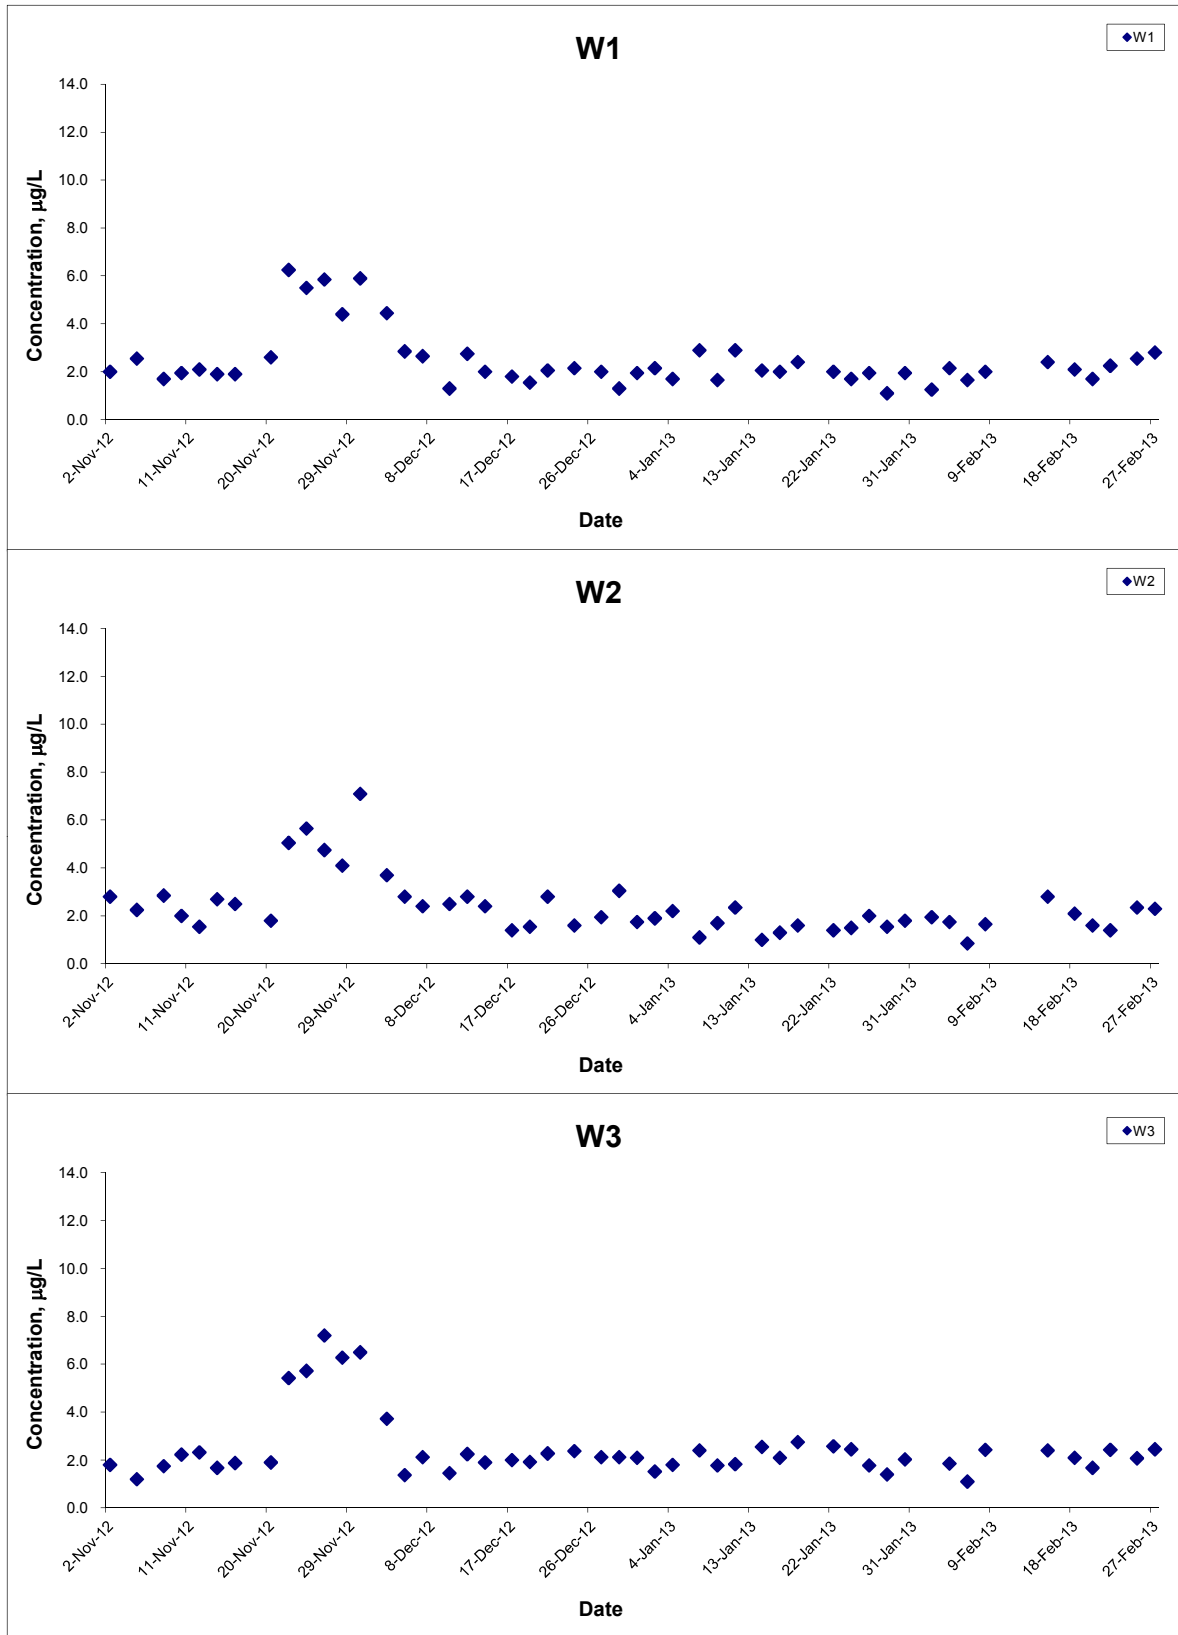 W1
W1
14.0
12.0
10.0
8.0
6.0
4.0
2.0
0.0
Concentration, µg/L
2-Nov-12
11-Nov-12
20-Nov-12
29-Nov-12
8-Dec-12
17-Dec-12
26-Dec-12
4-Jan-13
13-Jan-13
22-Jan-13
31-Jan-13
9-Feb-13
18-Feb-13
27-Feb-13
Date
W2
W2
14.0
12.0
10.0
8.0
6.0
4.0
2.0
0.0
Concentration, µg/L
2-Nov-12
11-Nov-12
20-Nov-12
29-Nov-12
8-Dec-12
17-Dec-12
26-Dec-12
4-Jan-13
13-Jan-13
22-Jan-13
31-Jan-13
9-Feb-13
18-Feb-13
27-Feb-13
Date
W3
W3
14.0
12.0
10.0
8.0
6.0
4.0
2.0
0.0
Concentration, µg/L
2-Nov-12
11-Nov-12
20-Nov-12
29-Nov-12
8-Dec-12
17-Dec-12
26-Dec-12
4-Jan-13
13-Jan-13
22-Jan-13
31-Jan-13
9-Feb-13
18-Feb-13
27-Feb-13
Date